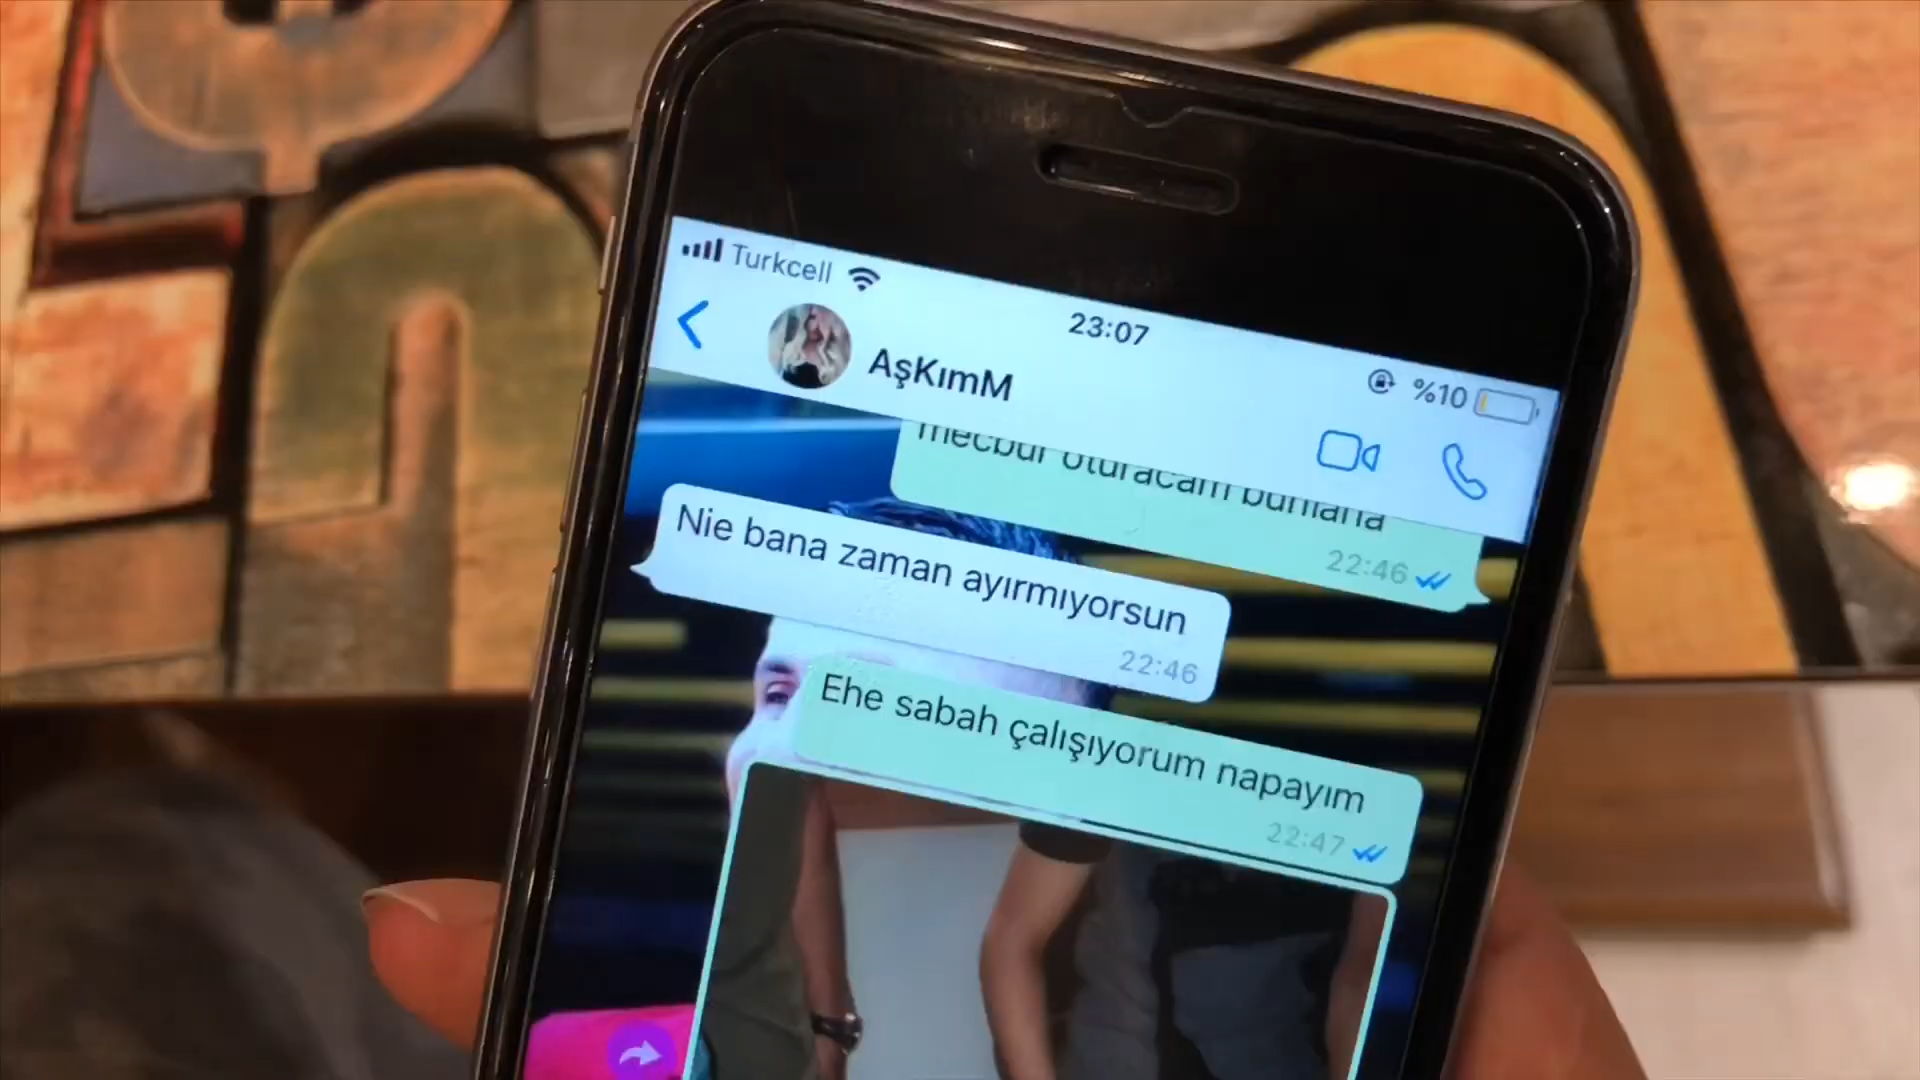 Turkcell
23:07
%10
AşKımM
mecbur oturacam bunlarla
22:46
Nie bana zaman ayırmıyorsun
22:46
Ehe sabah çalışıyorum napayım
22:47